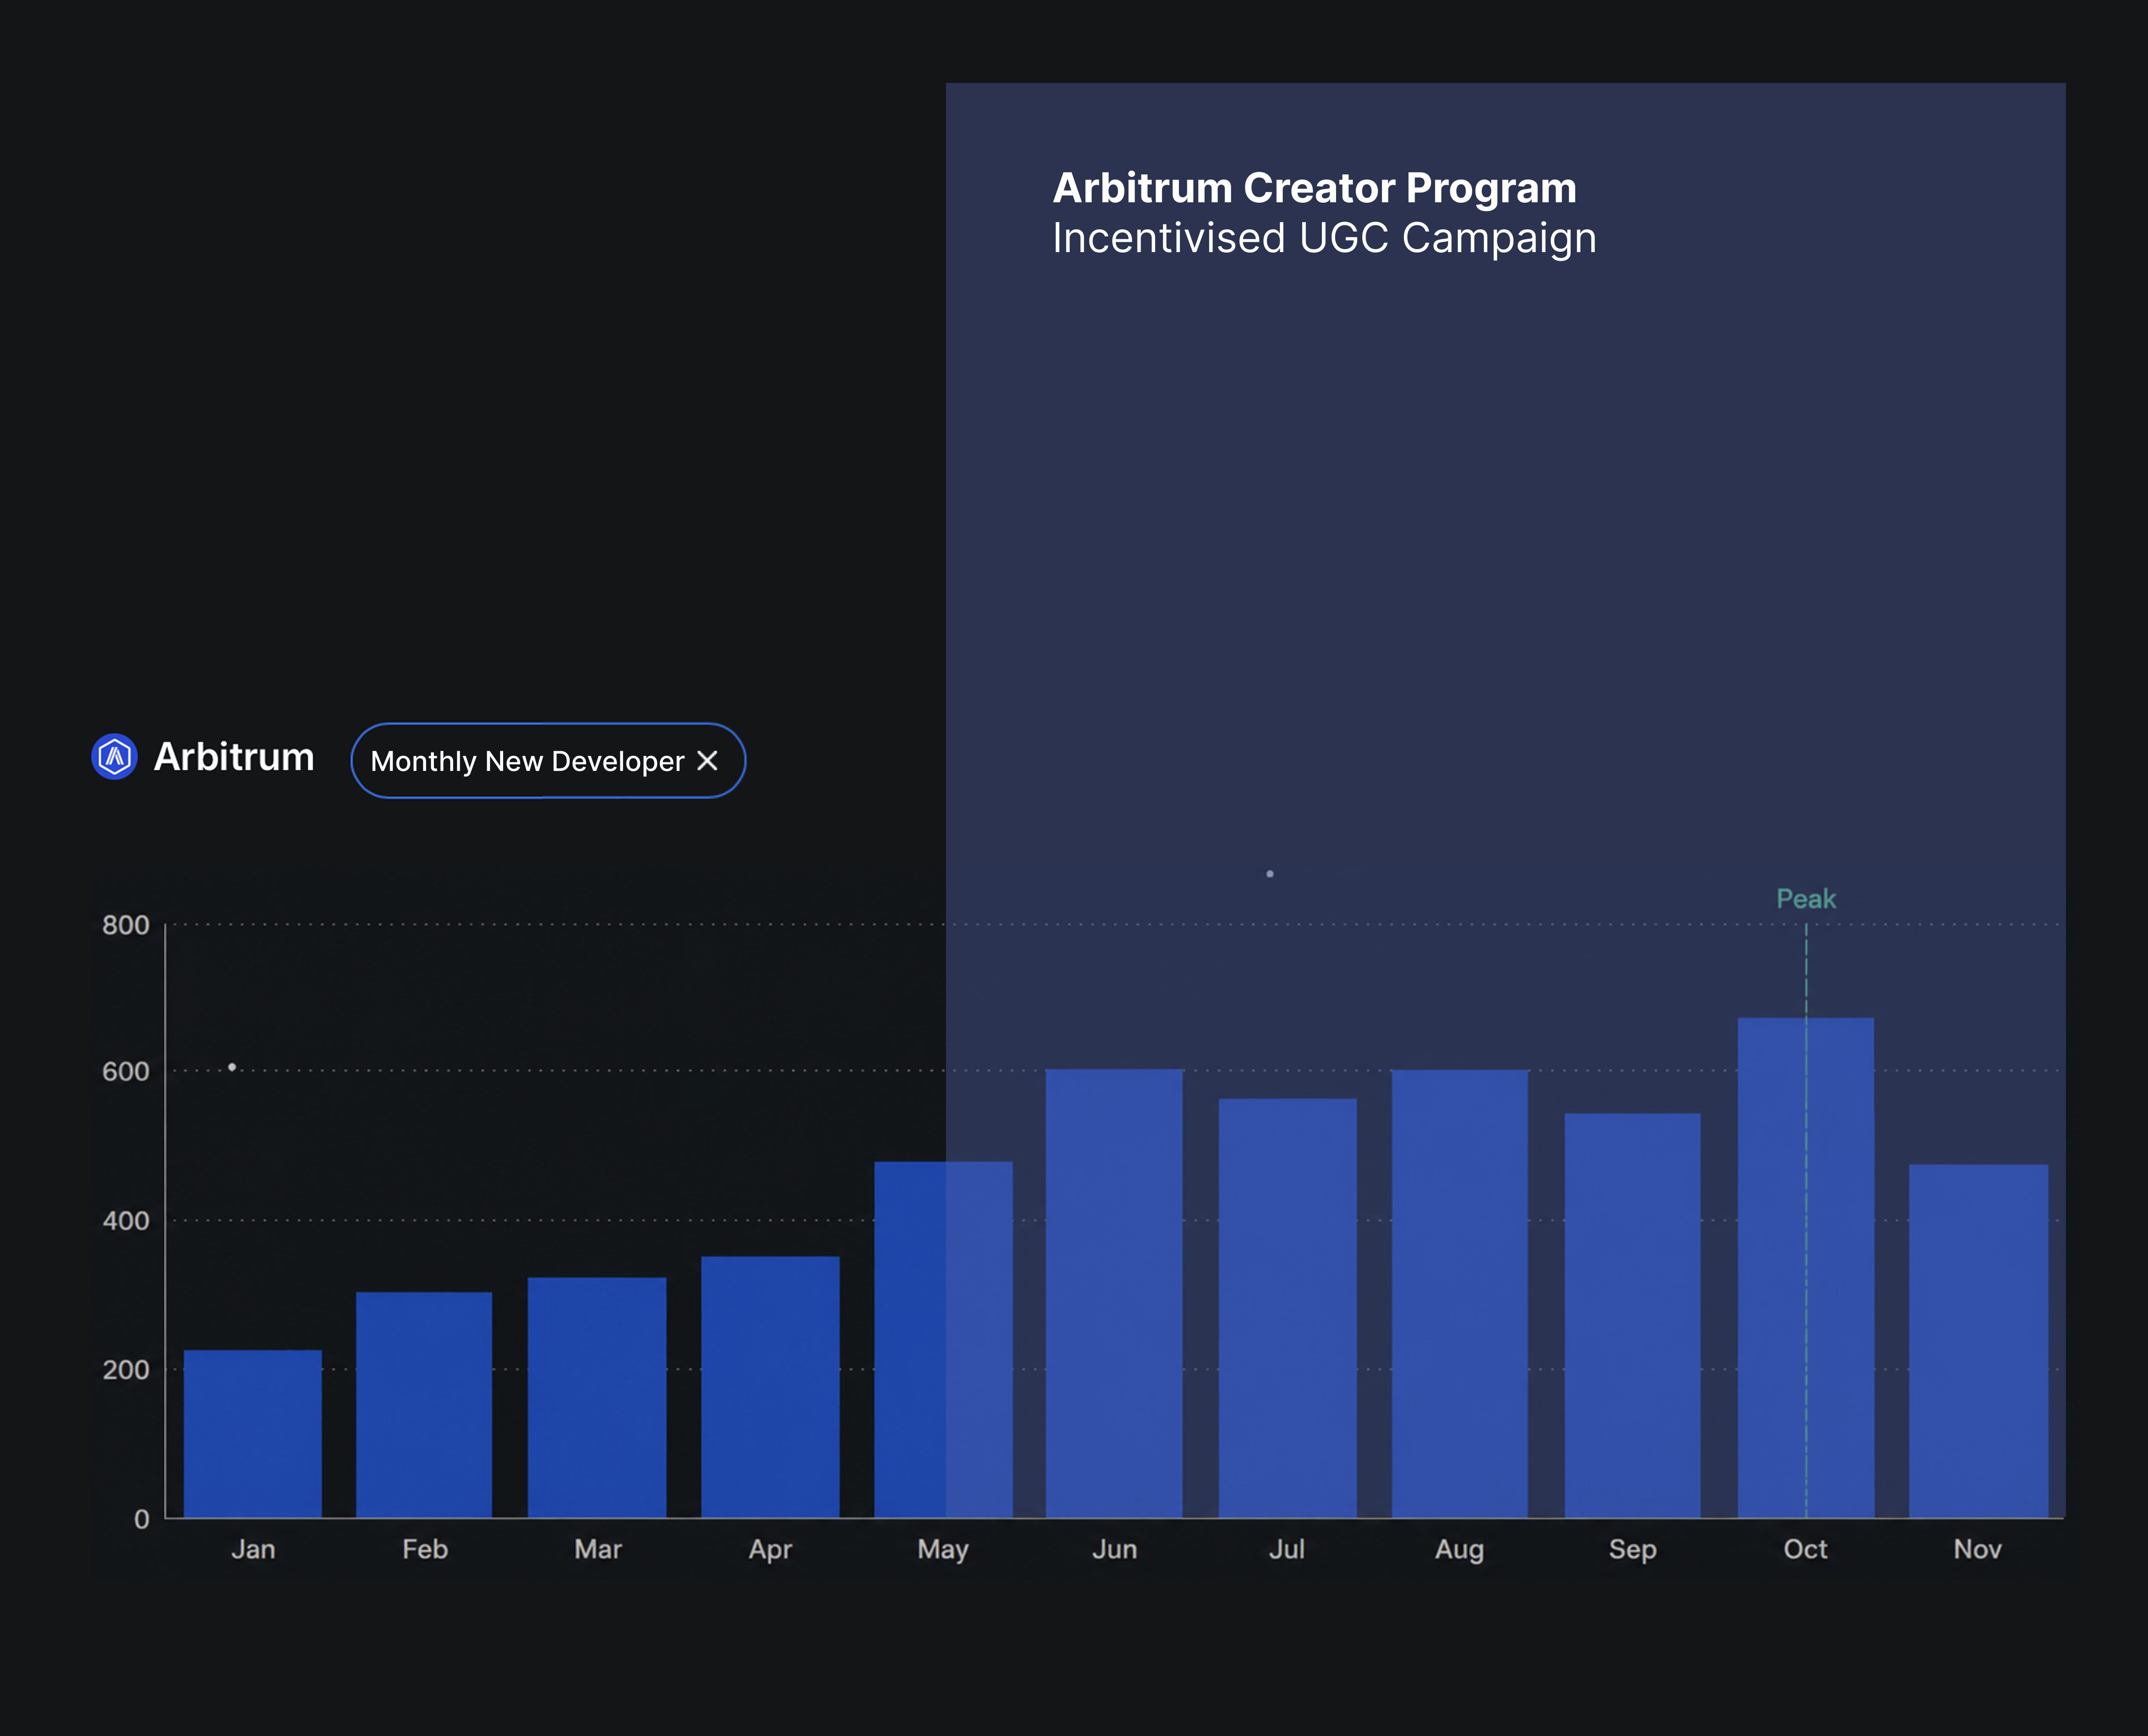 Arbitrum Creator Program
Incentivised UGC Campaign
Arbitrum
Monthly New Developer
Peak
800
600
400
200
0
Jan Feb Mar Apr May Jun Jul Aug Sep Oct Nov